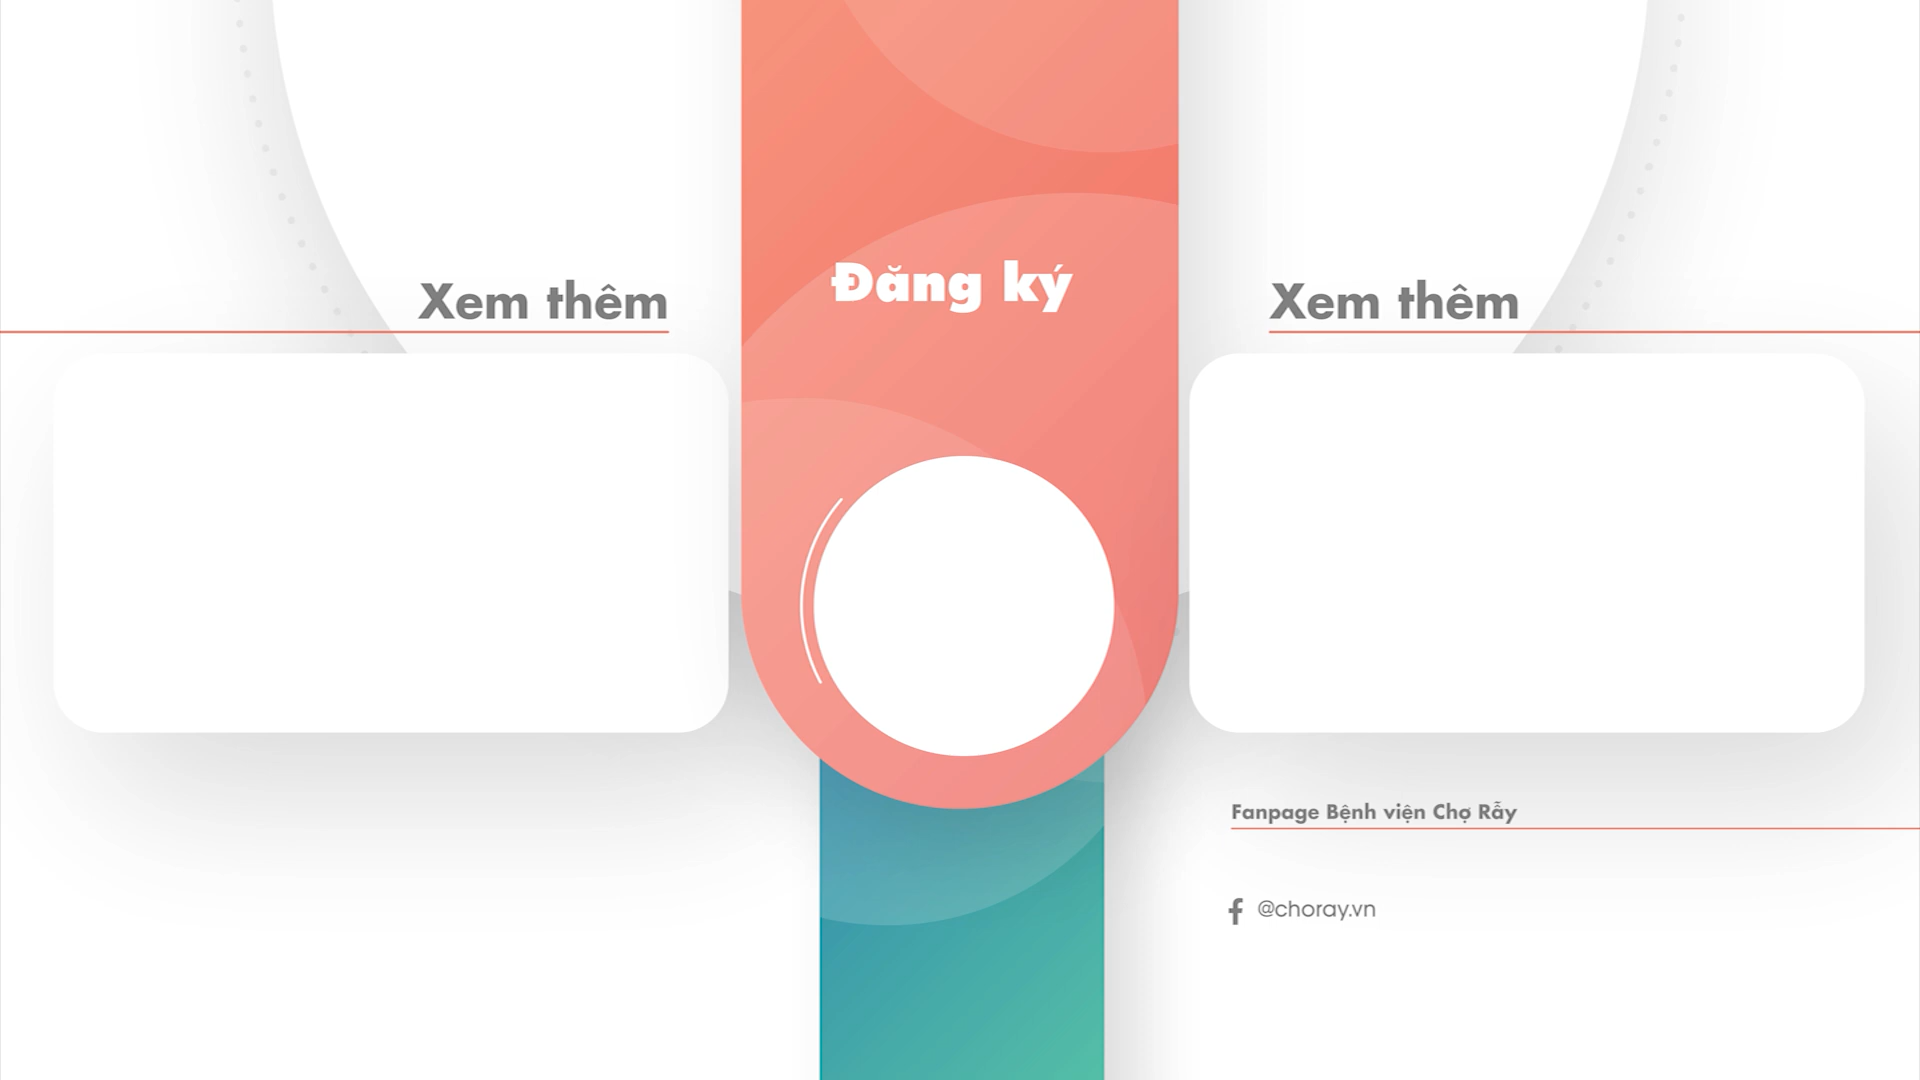 Xem thêm
Đăng ký
Xem thêm
Fanpage Bệnh viện Chợ Rẫy
@choray.vn